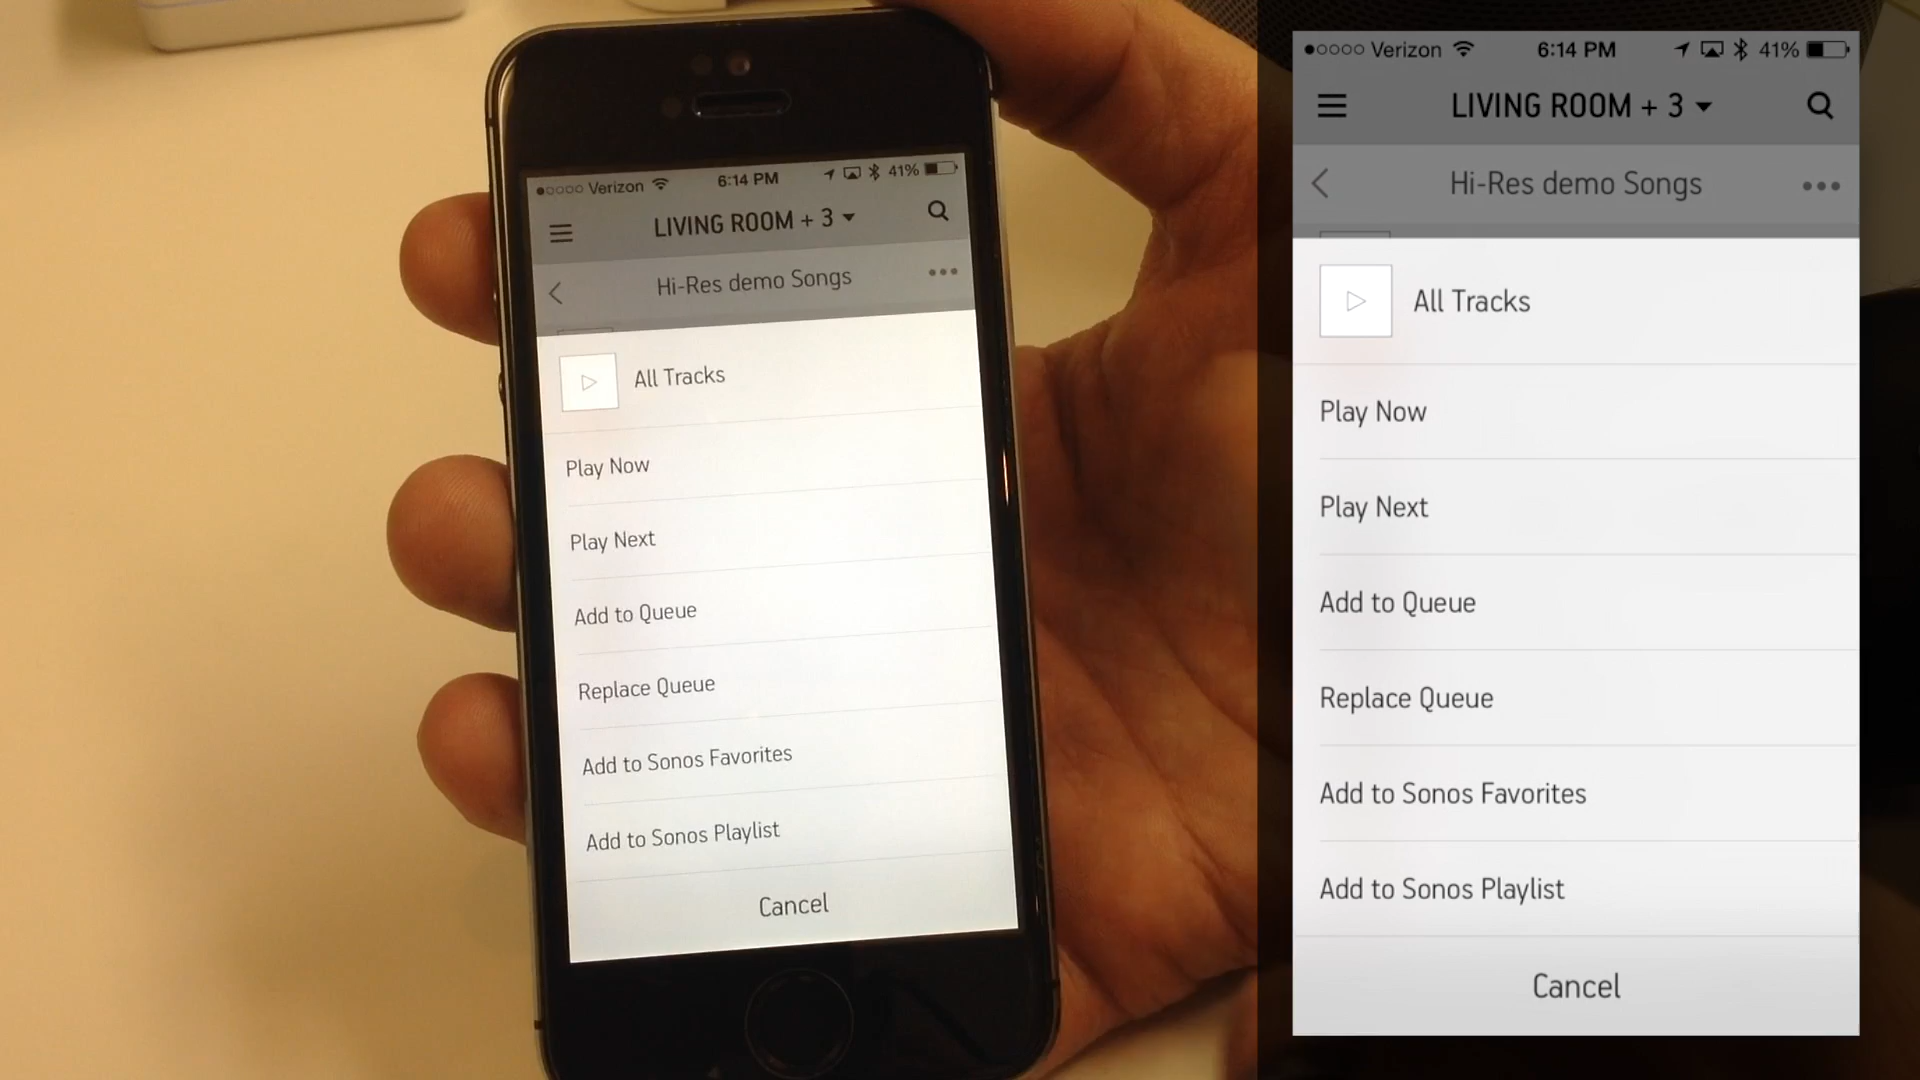 Verizon 6:14 PM 41%
LIVING ROOM + 3
Hi-Res demo Songs
All Tracks
Play Now
Play Next
Add to Queue
Replace Queue
Add to Sonos Favorites
Add to Sonos Playlist
Cancel
Verizon 6:14 PM 41%
LIVING ROOM + 3
Hi-Res demo Songs
All Tracks
Play Now
Play Next
Add to Queue
Replace Queue
Add to Sonos Favorites
Add to Sonos Playlist
Cancel